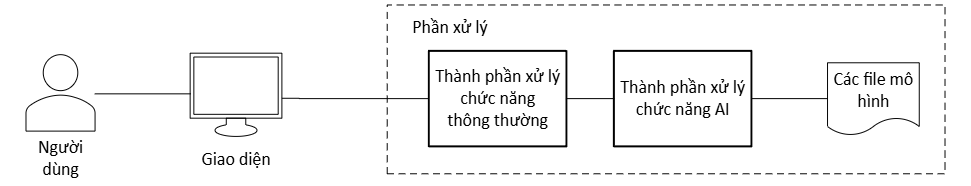 Phần xử lý
Thành phần xử lý
chức năng
thông thường
Thành phần xử lý
chức năng AI
Các file mô
hình
Người
dùng
Giao diện